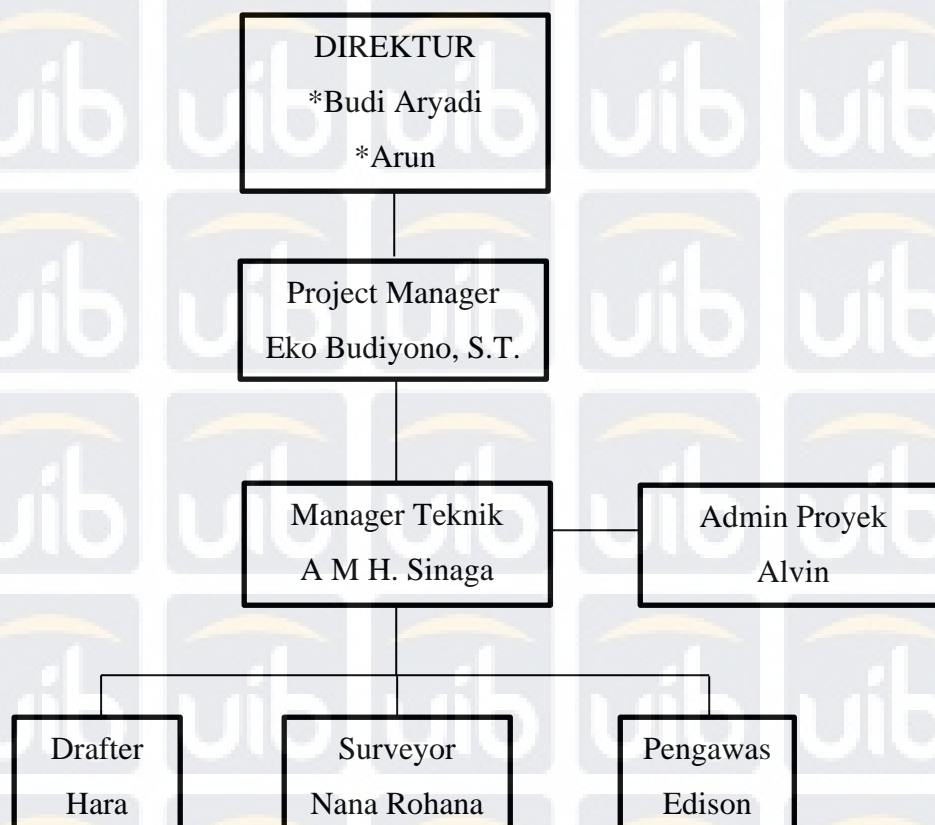 DIREKTUR
*Budi Aryadi
*Arun
Project Manager
Eko Budiyono, S.T.
Manager Teknik
A M H. Sinaga
Admin Proyek
Alvin
Drafter
Hara
Surveyor
Nana Rohana
Pengawas
Edison